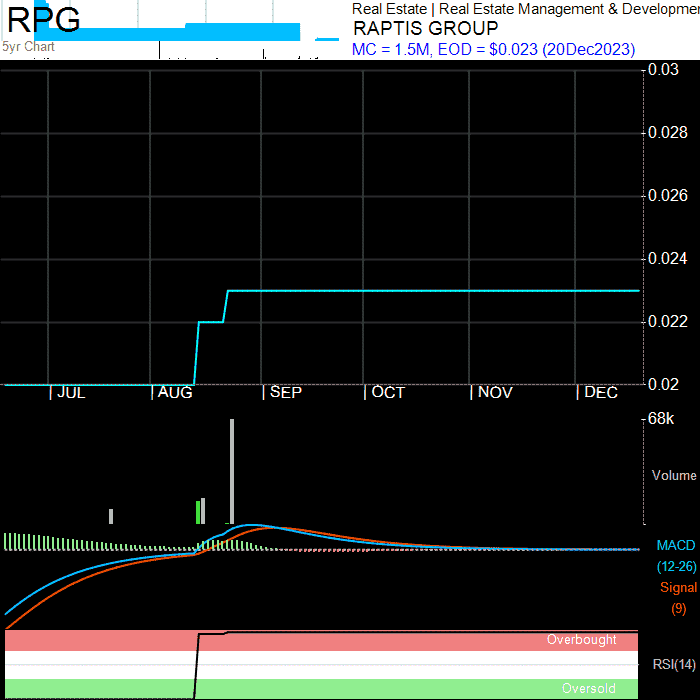 RPG
5yr Chart
Real Estate | Real Estate Management & Developmer
RAPTIS GROUP
MC = 1.5M, EOD = $0.023 (20Dec2023)
0.03
0.028
0.026
0.024
0.022
0.02
| JUL | AUG | SEP | OCT | NOV | DEC
68k
Volume
MACD
(12-26)
Signal
(9)
Overbought
RSI(14)
Oversold